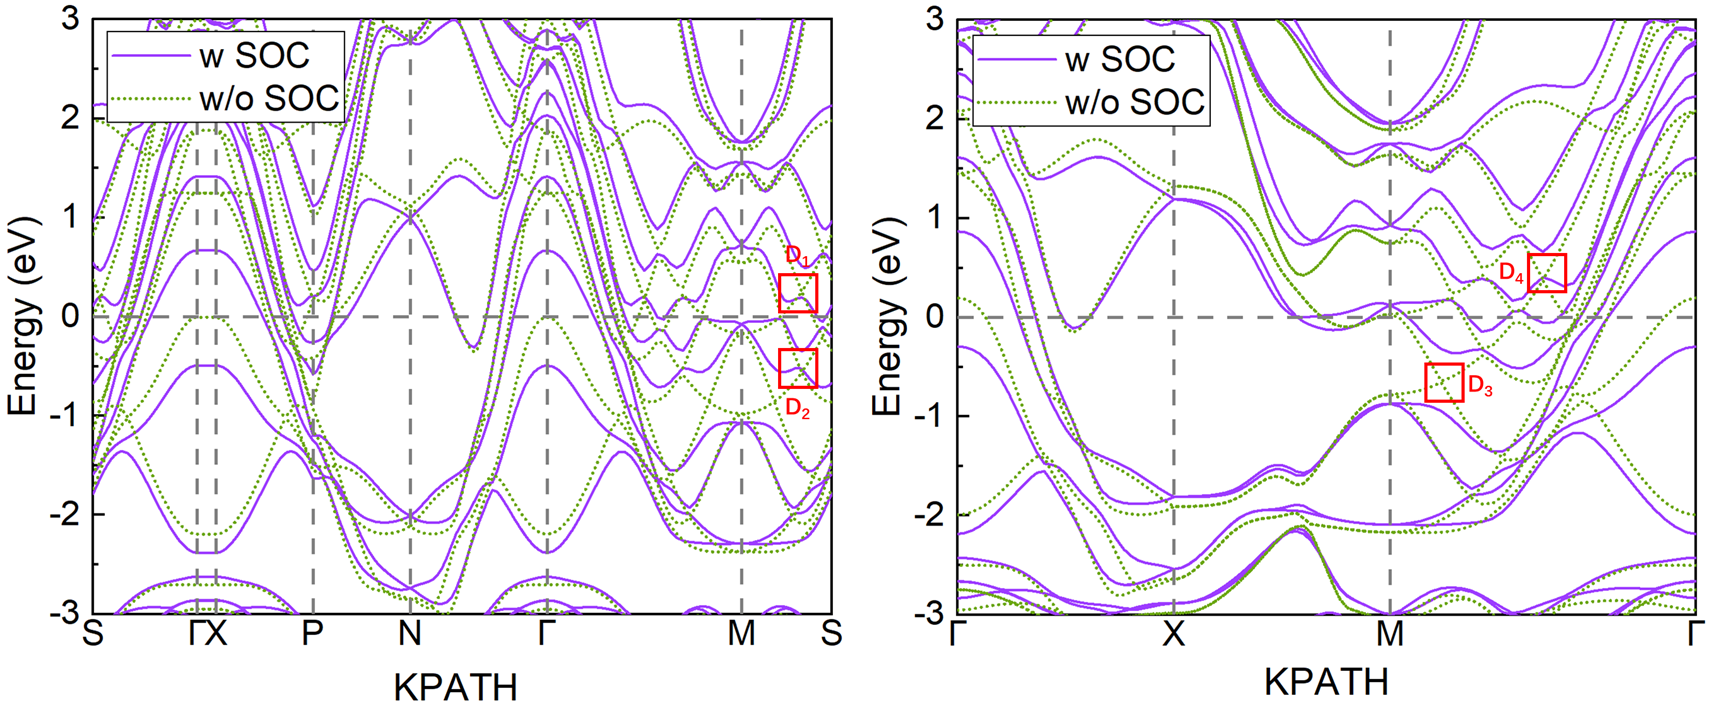 3
2
1
0
-1
-2
-3
Energy (eV)
w SOC
w/o SOC
D1
D2
S
Γ
X
P
N
Γ
M
S
KPATH
3
2
1
0
-1
-2
-3
Energy (eV)
w SOC
w/o SOC
D4
D3
Γ
X
M
Γ
KPATH